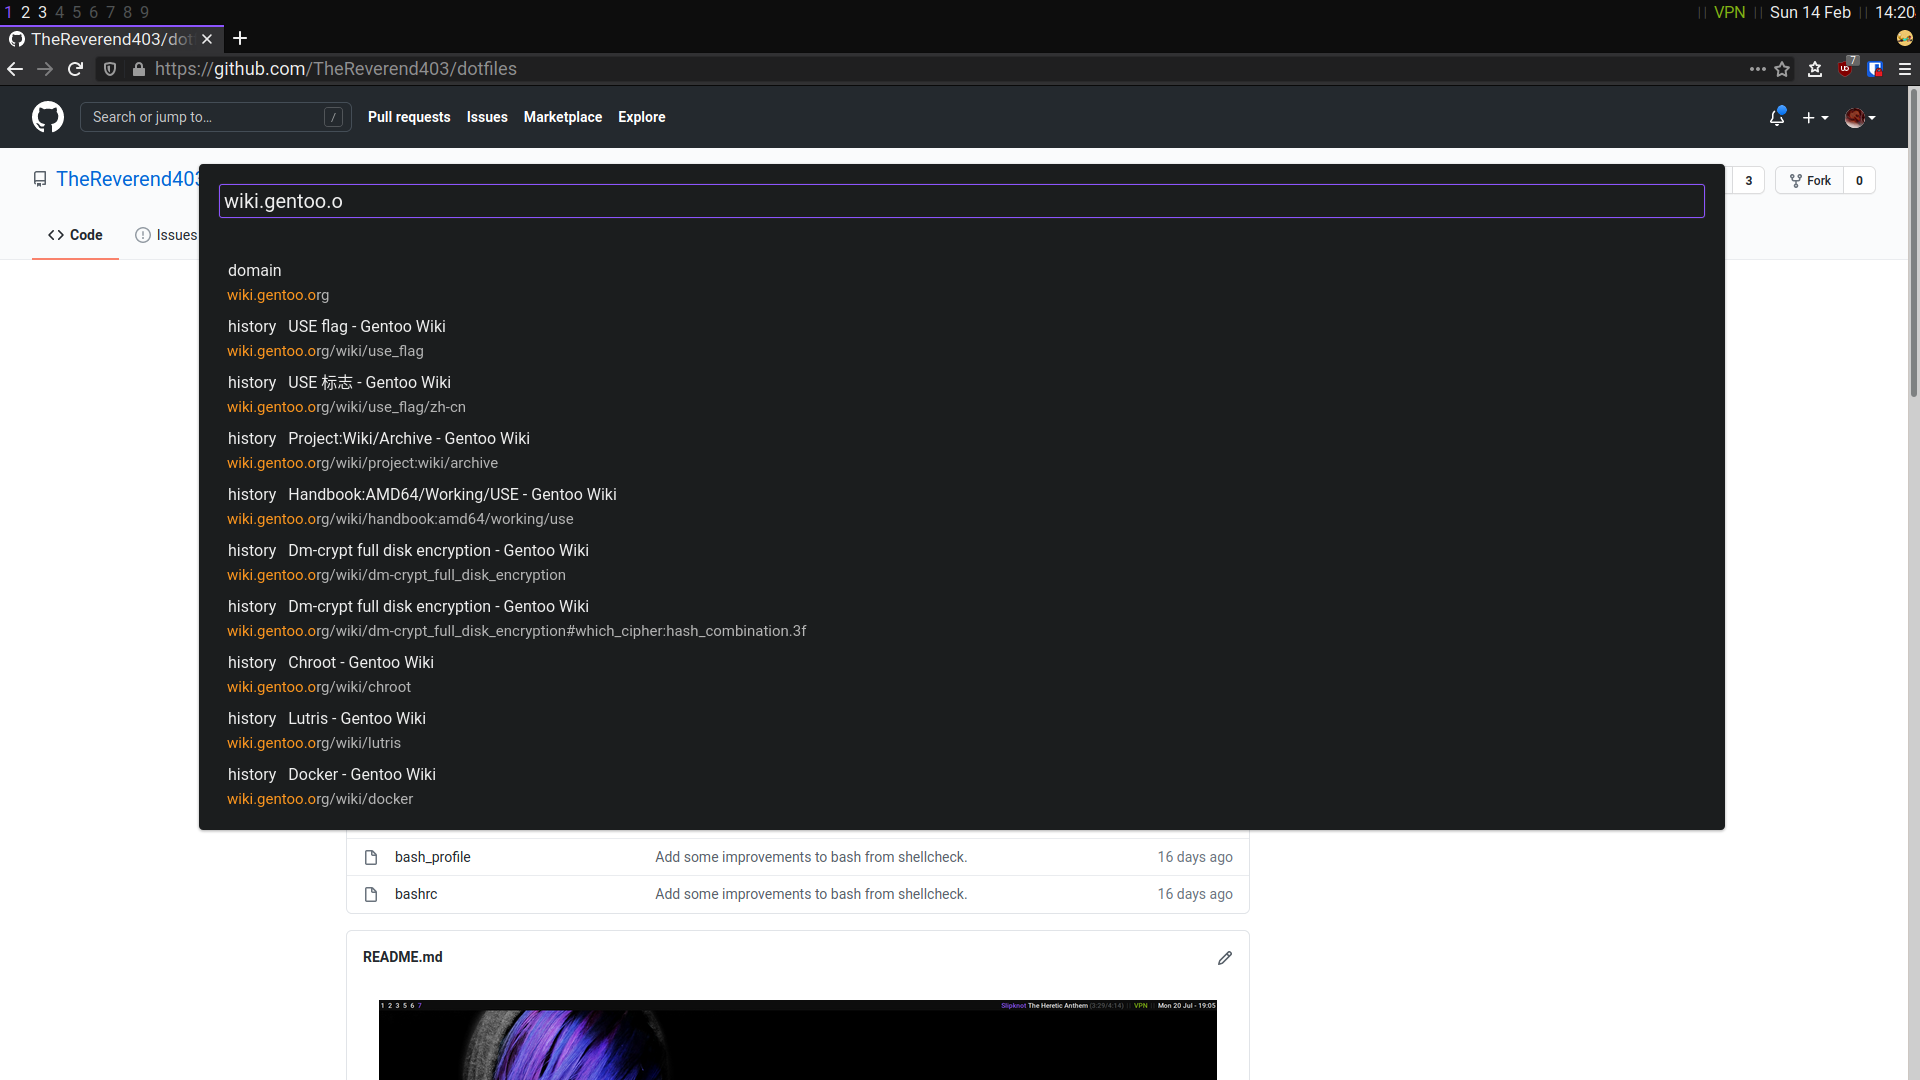 1 2 3 4 5 6 7 8 9
VPN Sun 14 Feb 14:20
TheReverend403/dot
https://github.com/TheReverend403/dotfiles
7
Search or jump to… /
Pull requests Issues Marketplace Explore
TheReverend403
3 Fork 0
Code Issues
wiki.gentoo.o
domain
wiki.gentoo.org
history USE flag - Gentoo Wiki
wiki.gentoo.org/wiki/use_flag
history USE 标志 - Gentoo Wiki
wiki.gentoo.org/wiki/use_flag/zh-cn
history Project:Wiki/Archive - Gentoo Wiki
wiki.gentoo.org/wiki/project:wiki/archive
history Handbook:AMD64/Working/USE - Gentoo Wiki
wiki.gentoo.org/wiki/handbook:amd64/working/use
history Dm-crypt full disk encryption - Gentoo Wiki
wiki.gentoo.org/wiki/dm-crypt_full_disk_encryption
history Dm-crypt full disk encryption - Gentoo Wiki
wiki.gentoo.org/wiki/dm-crypt_full_disk_encryption#which_cipher:hash_combination.3f
history Chroot - Gentoo Wiki
wiki.gentoo.org/wiki/chroot
history Lutris - Gentoo Wiki
wiki.gentoo.org/wiki/lutris
history Docker - Gentoo Wiki
wiki.gentoo.org/wiki/docker
bash_profile Add some improvements to bash from shellcheck. 16 days ago
bashrc Add some improvements to bash from shellcheck. 16 days ago
README.md
1 2 3 5 6 7 Slipknot The Heretic Anthem (3:29/4:14) VPN Mon 20 Jul - 19:05